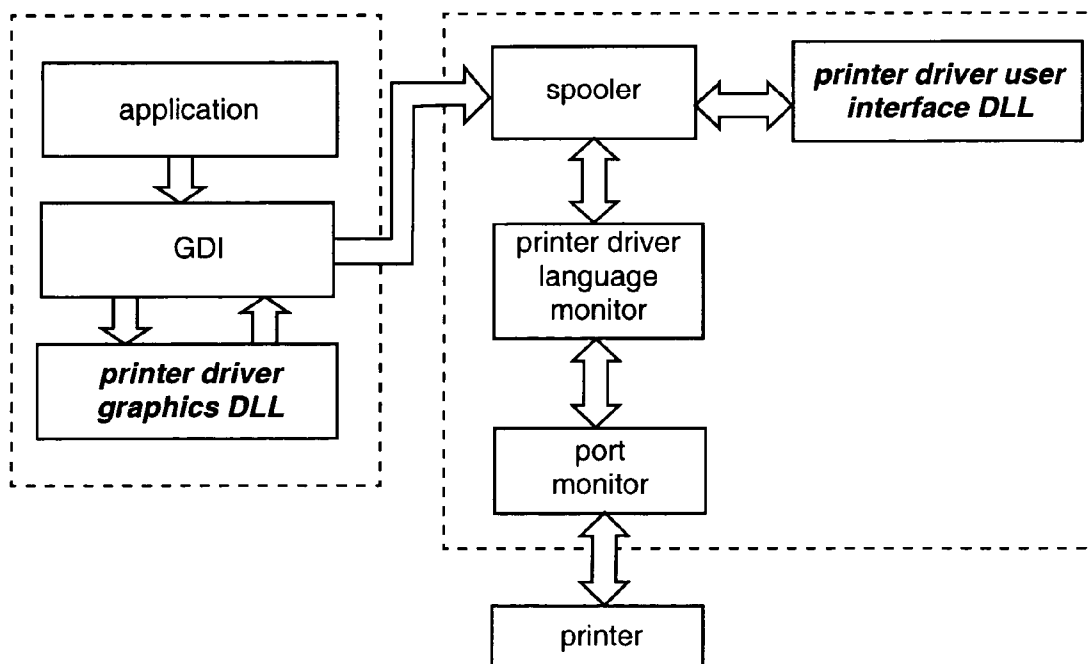 application
GDI
printer driver
graphics DLL
spooler
printer driver user
interface DLL
printer driver
language
monitor
port
monitor
printer